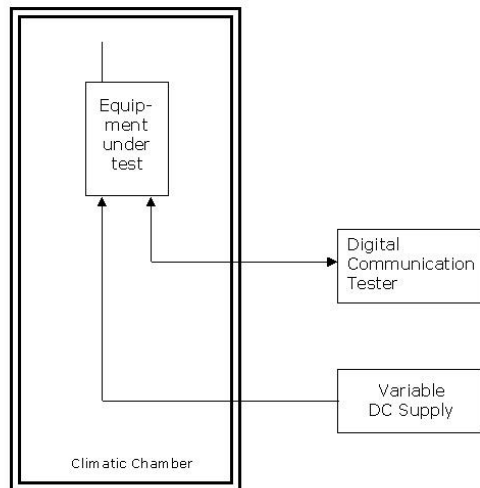 Equip-
ment
under
test
Digital
Communication
Tester
Variable
DC Supply
Climatic Chamber